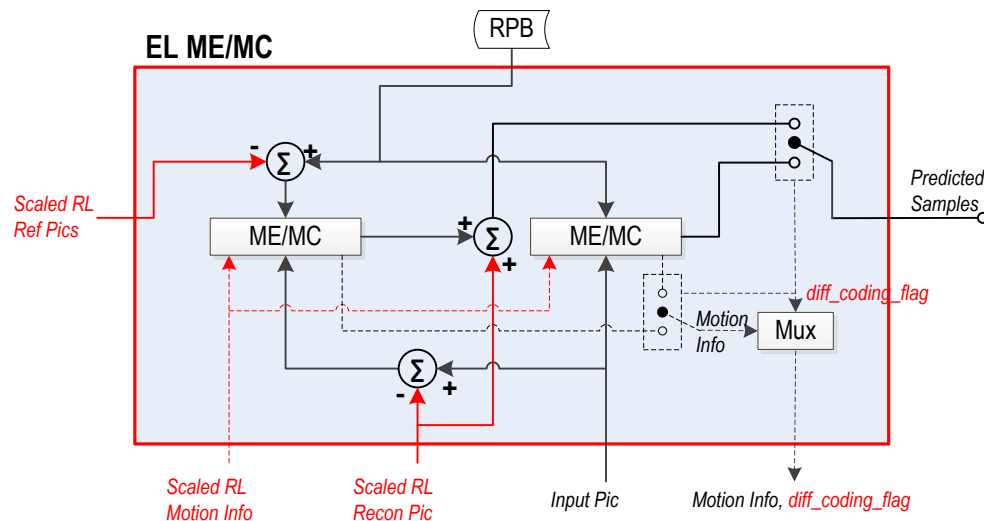 RPB
EL ME/MC
- Σ +
Scaled RL
Ref Pics
ME/MC
+ Σ +
ME/MC
Predicted
Samples
diff_coding_flag
Motion
Info
Mux
- Σ +
Scaled RL
Motion Info
Scaled RL
Recon Pic
Input Pic
Motion Info, diff_coding_flag